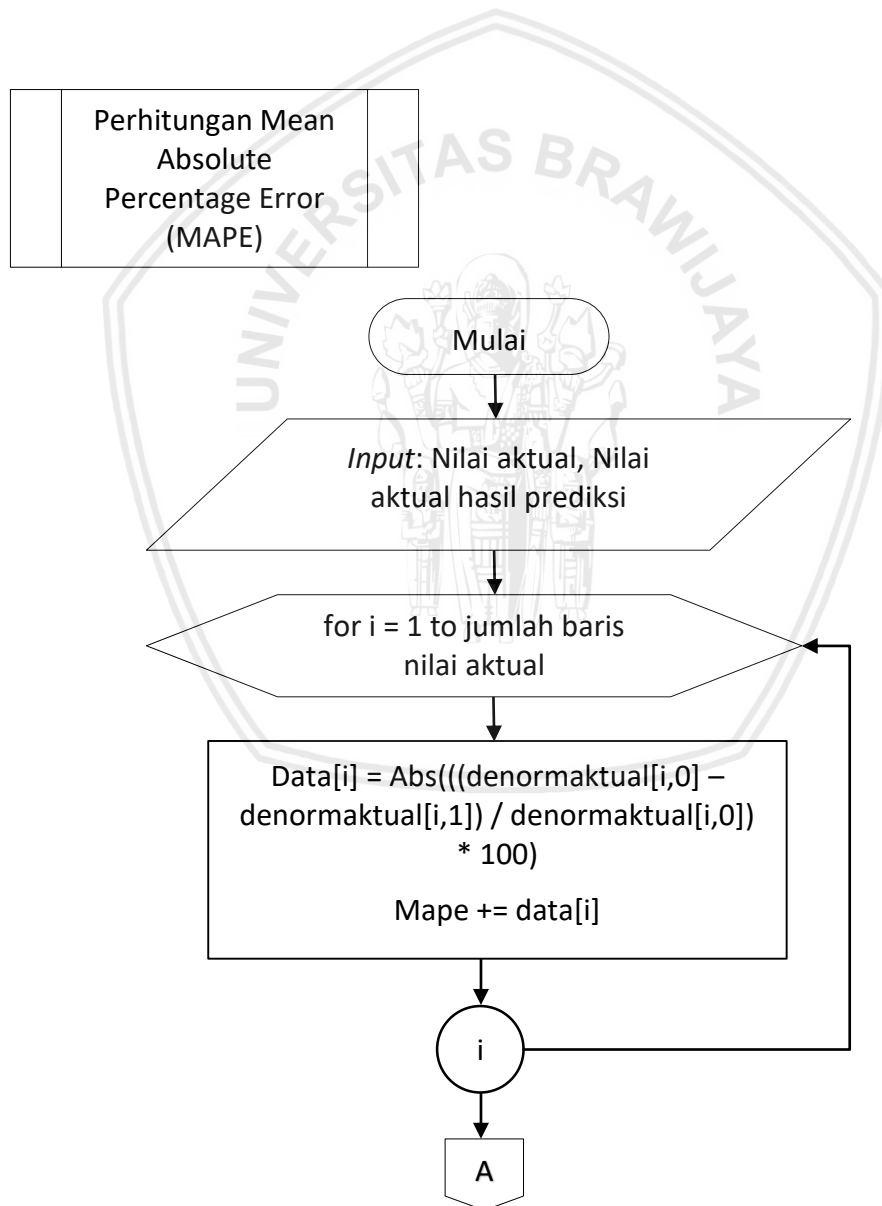 Perhitungan Mean
Absolute
Percentage Error
(MAPE)
UNIVERSITAS BRAWIJAYA
Mulai
Input: Nilai aktual, Nilai
aktual hasil prediksi
for i = 1 to jumlah baris
nilai aktual
Data[i] = Abs(((denormaktual[i,0] –
denormaktual[i,1]) / denormaktual[i,0])
* 100)
Mape += data[i]
i
A